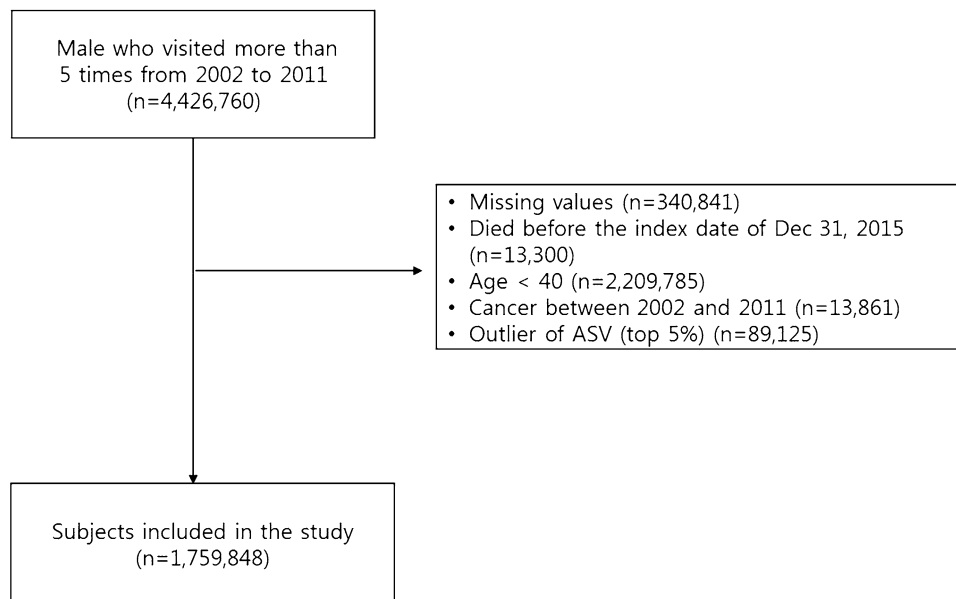 Male who visited more than
5 times from 2002 to 2011
(n=4,426,760)
• Missing values (n=340,841)
• Died before the index date of Dec 31, 2015
(n=13,300)
• Age < 40 (n=2,209,785)
• Cancer between 2002 and 2011 (n=13,861)
• Outlier of ASV (top 5%) (n=89,125)
Subjects included in the study
(n=1,759,848)